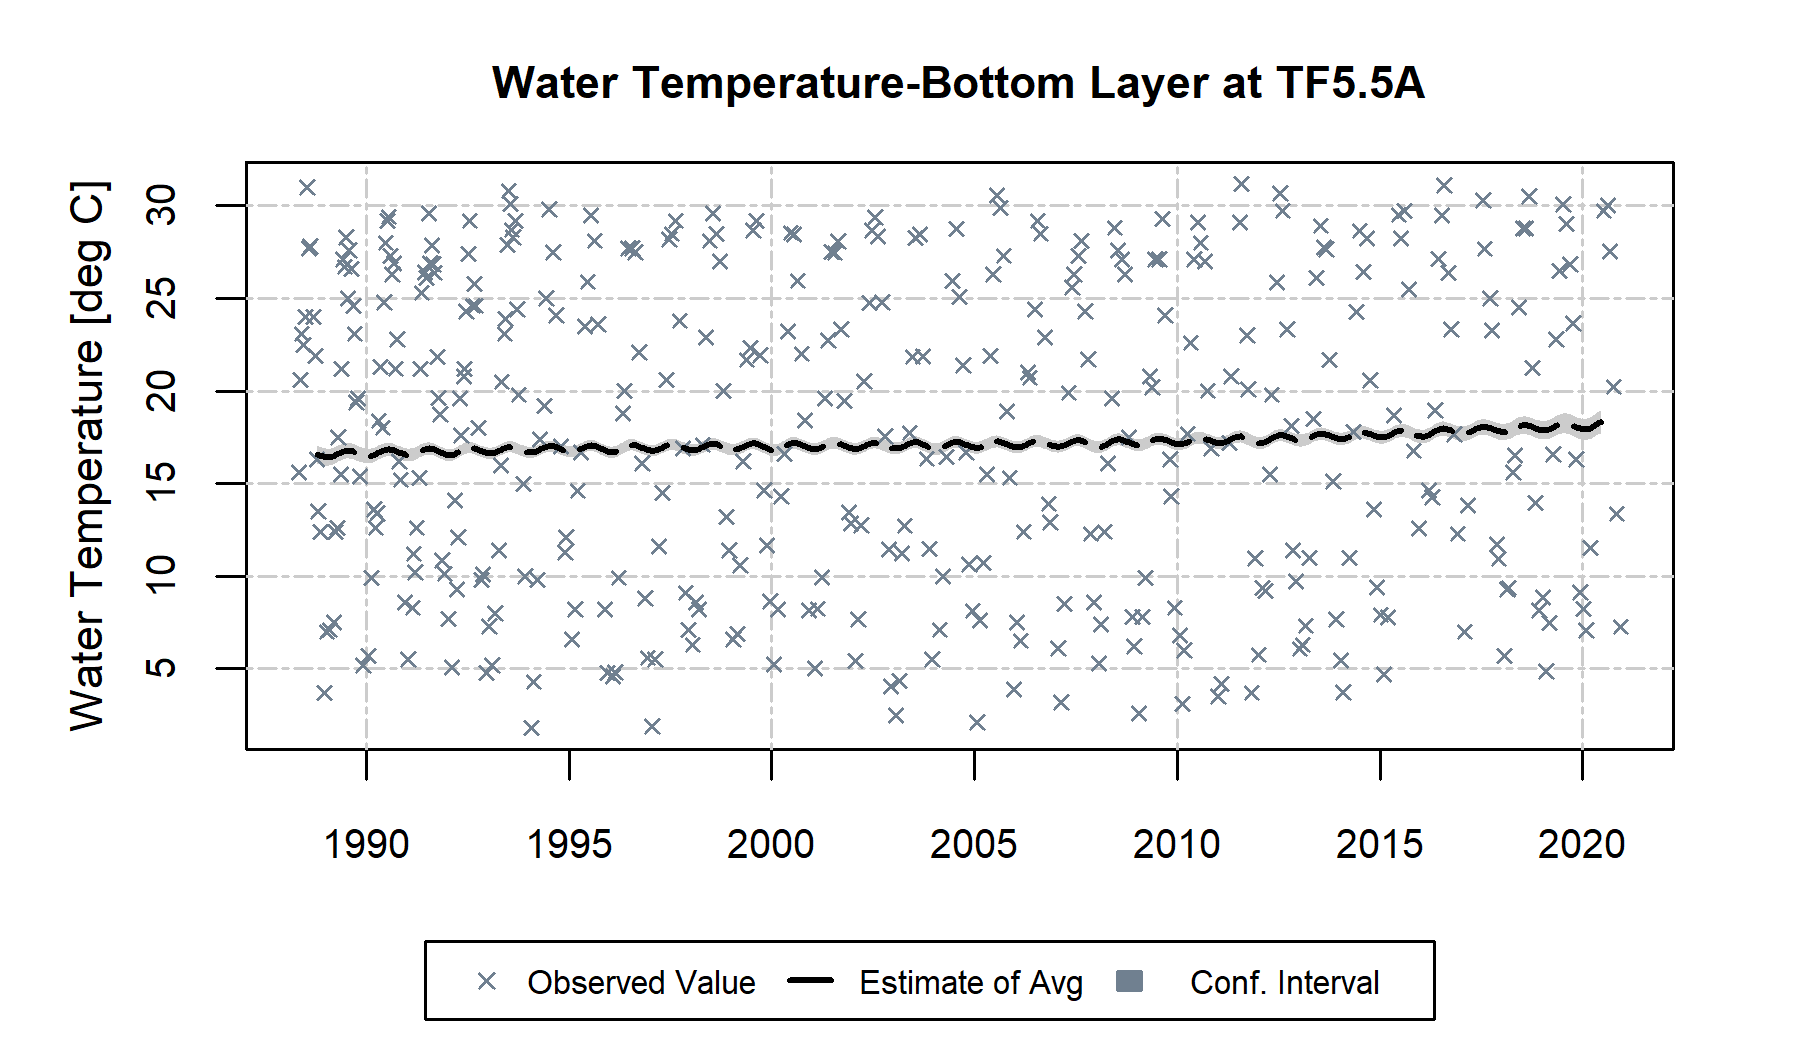 Water Temperature-Bottom Layer at TF5.5A
Water Temperature [deg C]
30
25
20
15
10
5
1990 1995 2000 2005 2010 2015 2020
Observed Value Estimate of Avg Conf. Interval